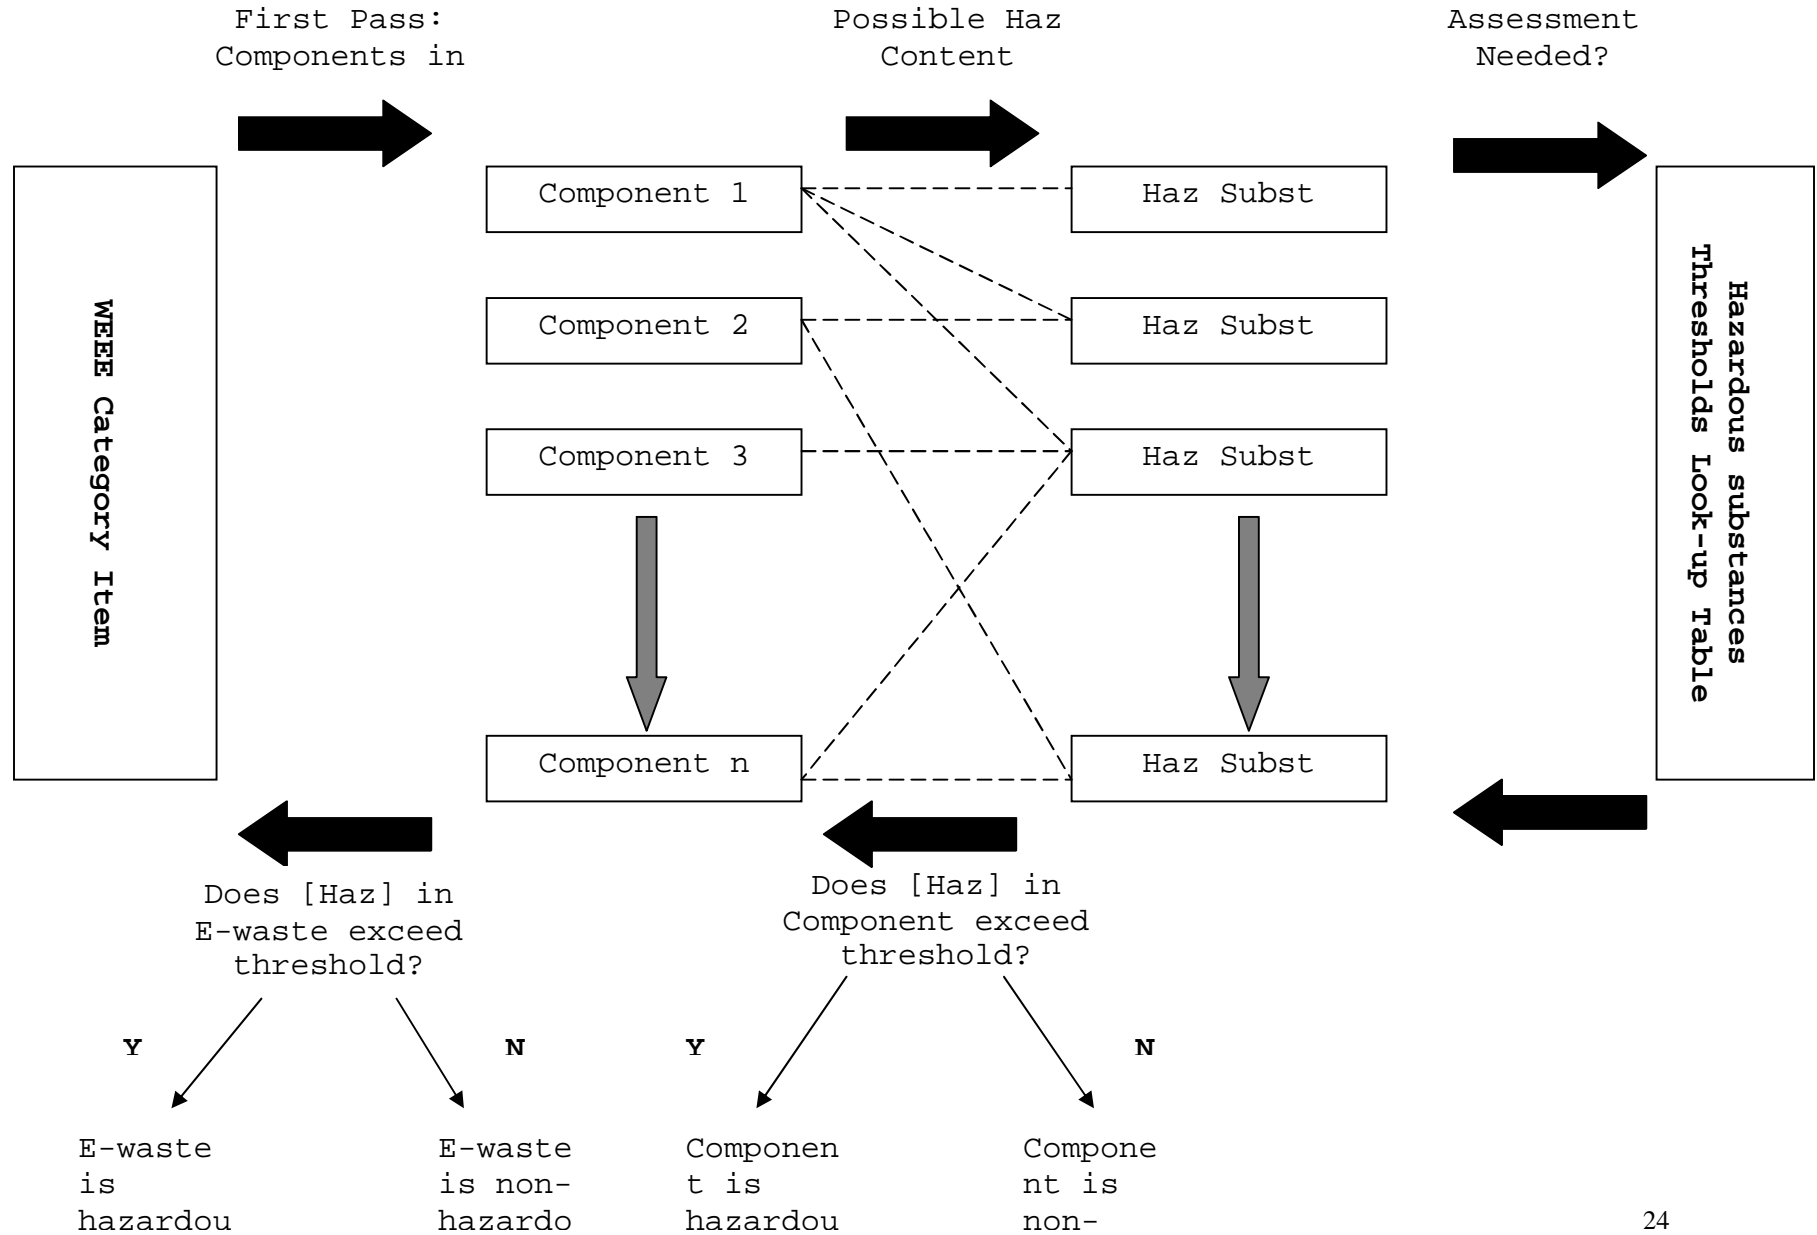 First Pass:
Components in
Possible Haz
Content
Assessment
Needed?
WEEE Category Item
Component 1
Component 2
Component 3
Component n
Haz Subst
Haz Subst
Haz Subst
Haz Subst
Hazardous substances
Thresholds Look-up Table
Does [Haz] in
E-waste exceed
threshold?
Does [Haz] in
Component exceed
threshold?
Y
N
Y
N
E-waste
is
hazardou
E-waste
is non-
hazardo
Componen
t is
hazardou
Compone
nt is
non-
24